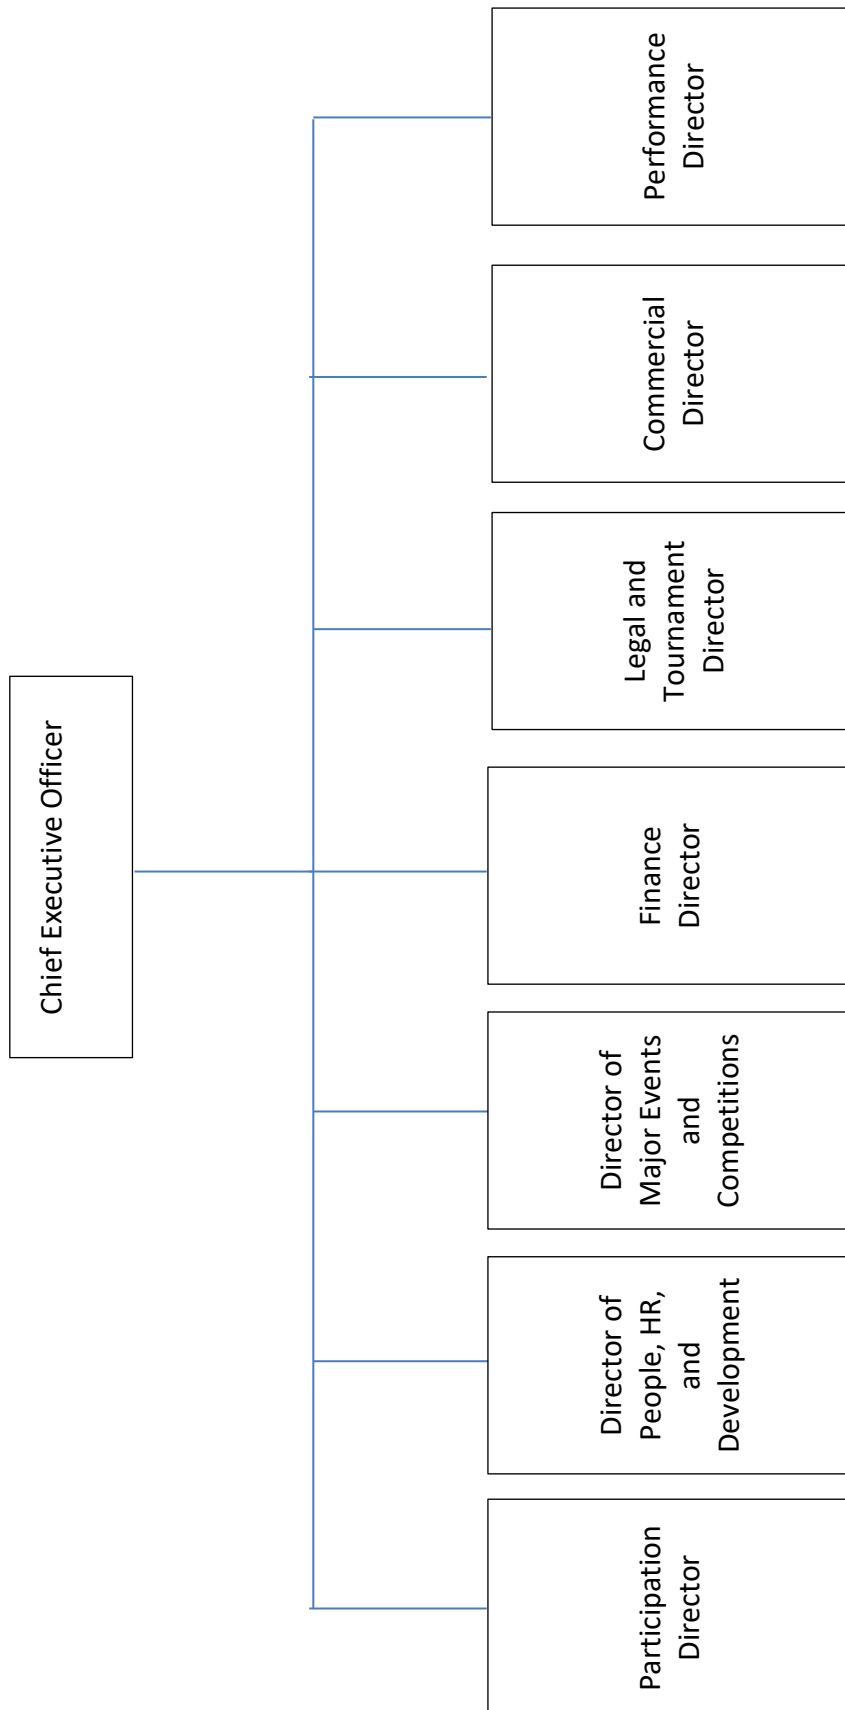 Chief Executive Officer
Participation
Director
Director of
People, HR,
and
Development
Director of
Major Events
and
Competitions
Finance
Director
Legal and
Tournament
Director
Commercial
Director
Performance
Director